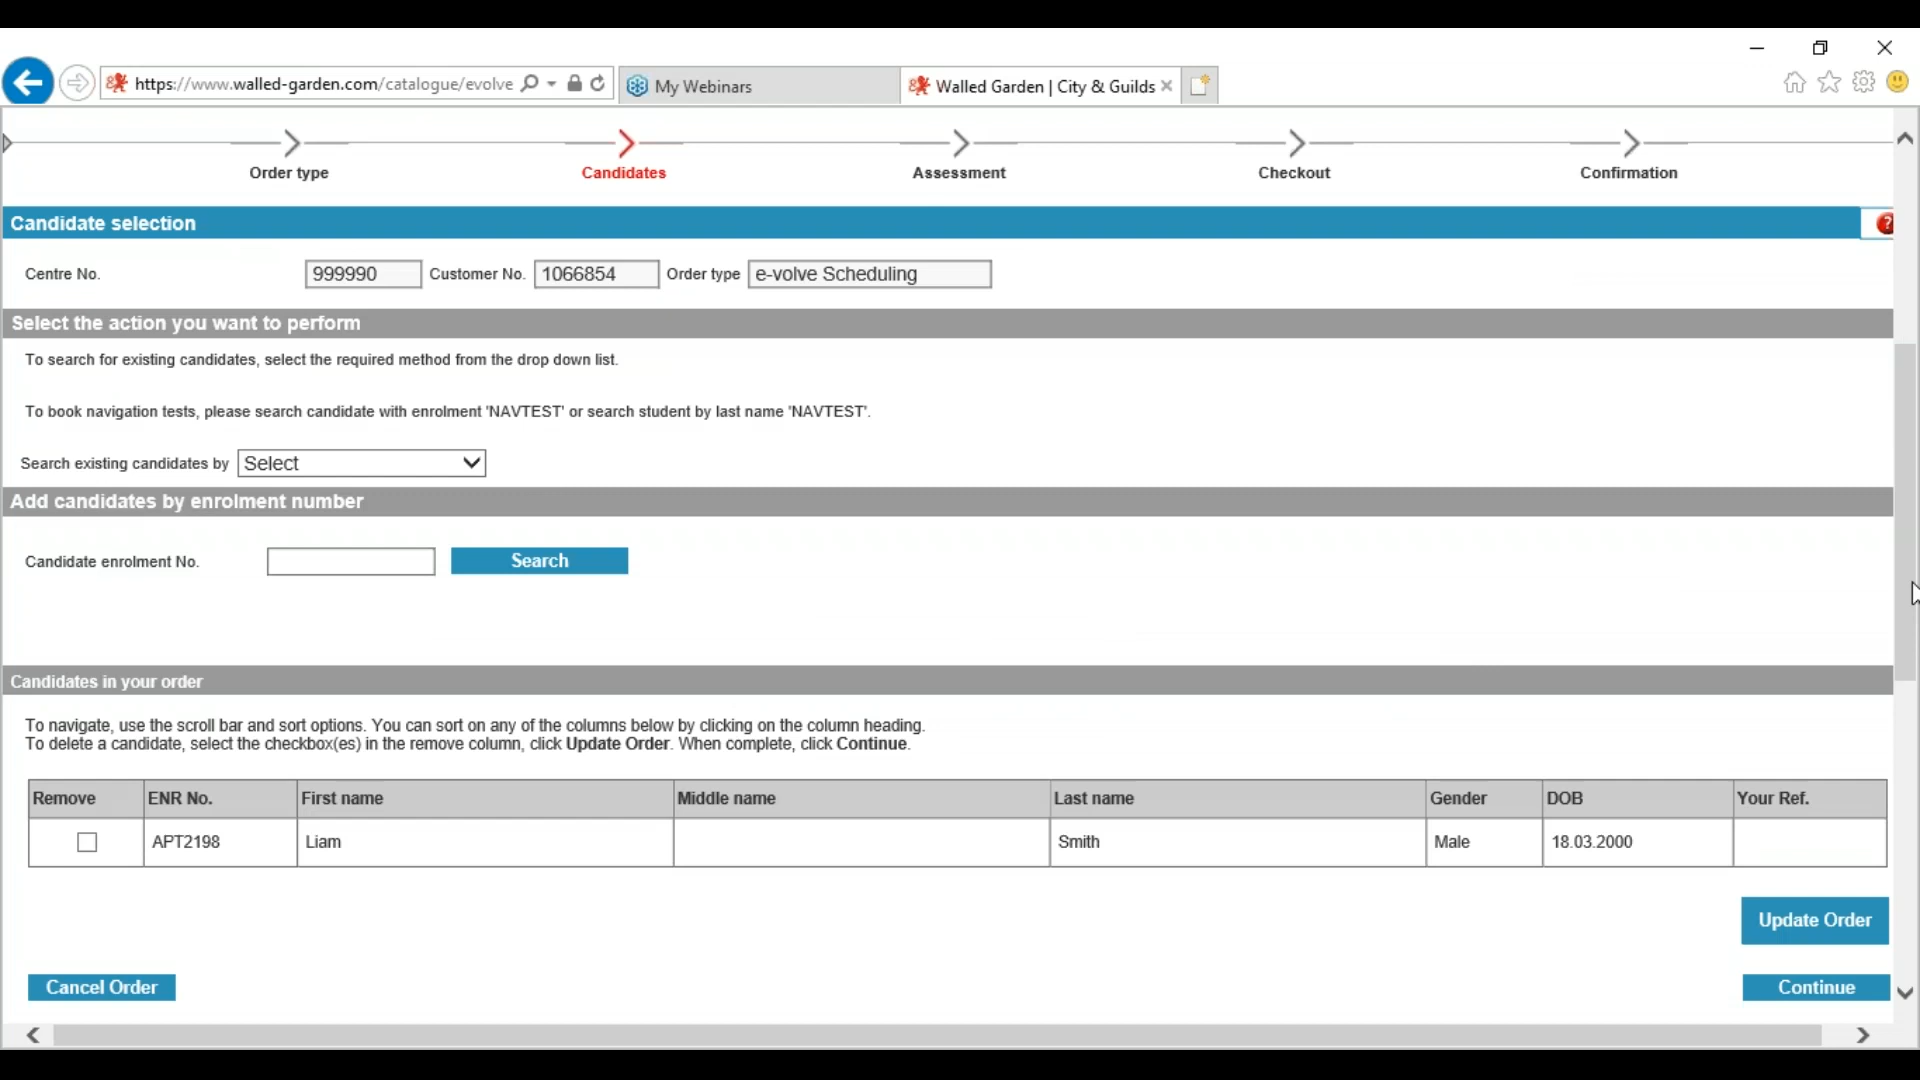 https://www.walled-garden.com/catalogue/evolve
My Webinars
Walled Garden | City & Guilds
Order type
Candidates
Assessment
Checkout
Confirmation
Candidate selection
?
Centre No. 999990 Customer No. 1066854 Order type e-volve Scheduling
Select the action you want to perform
To search for existing candidates, select the required method from the drop down list.
To book navigation tests, please search candidate with enrolment 'NAVTEST' or search student by last name 'NAVTEST'.
Search existing candidates by Select
Add candidates by enrolment number
Candidate enrolment No. Search
Candidates in your order
To navigate, use the scroll bar and sort options. You can sort on any of the columns below by clicking on the column heading.
To delete a candidate, select the checkbox(es) in the remove column, click Update Order. When complete, click Continue.
Remove ENR No. First name Middle name Last name Gender DOB Your Ref.
APT2198 Liam Smith Male 18.03.2000
Update Order
Cancel Order Continue